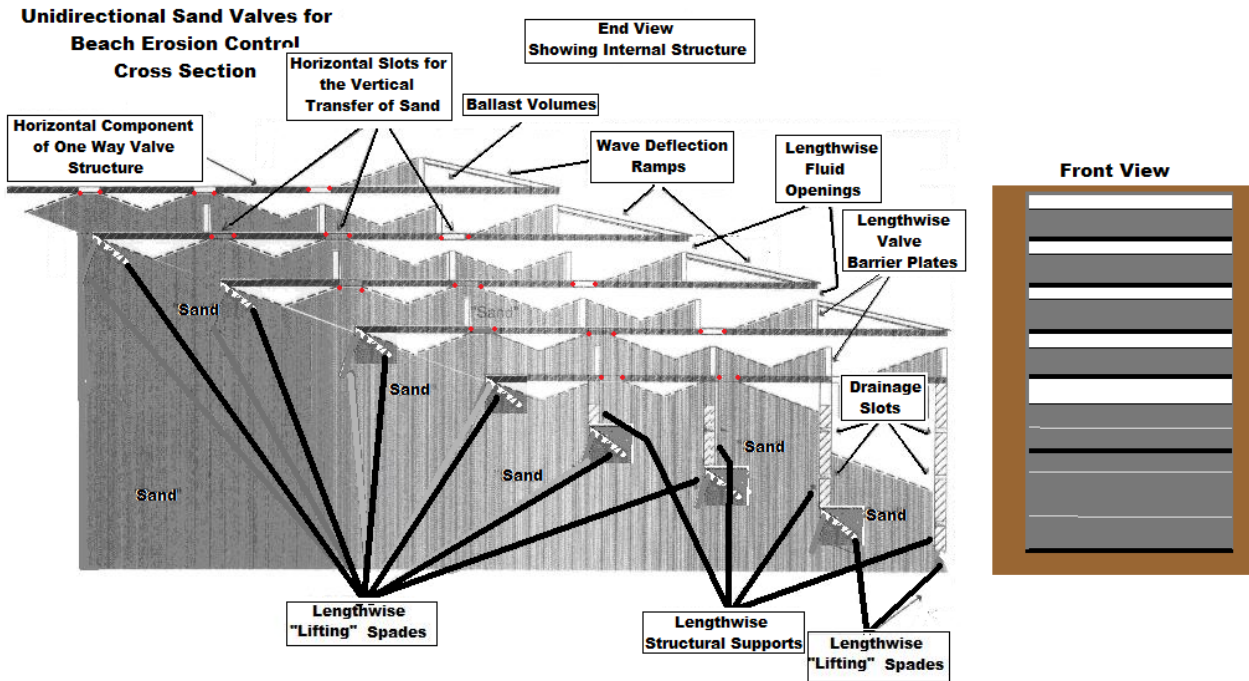 Unidirectional Sand Valves for
Beach Erosion Control
Cross Section
End View
Showing Internal Structure
Horizontal Slots for
the Vertical
Transfer of Sand
Ballast Volumes
Horizontal Component
of One Way Valve
Structure
Wave Deflection
Ramps
Lengthwise
Fluid
Openings
Lengthwise
Valve
Barrier Plates
Front View
"Sand
"Sand"
Sand
Drainage
Slots
"Sand
Sand
Sand"
Sand
Lengthwise
"Lifting" Spades
Lengthwise
Structural Supports
Lengthwise
"Lifting" Spades